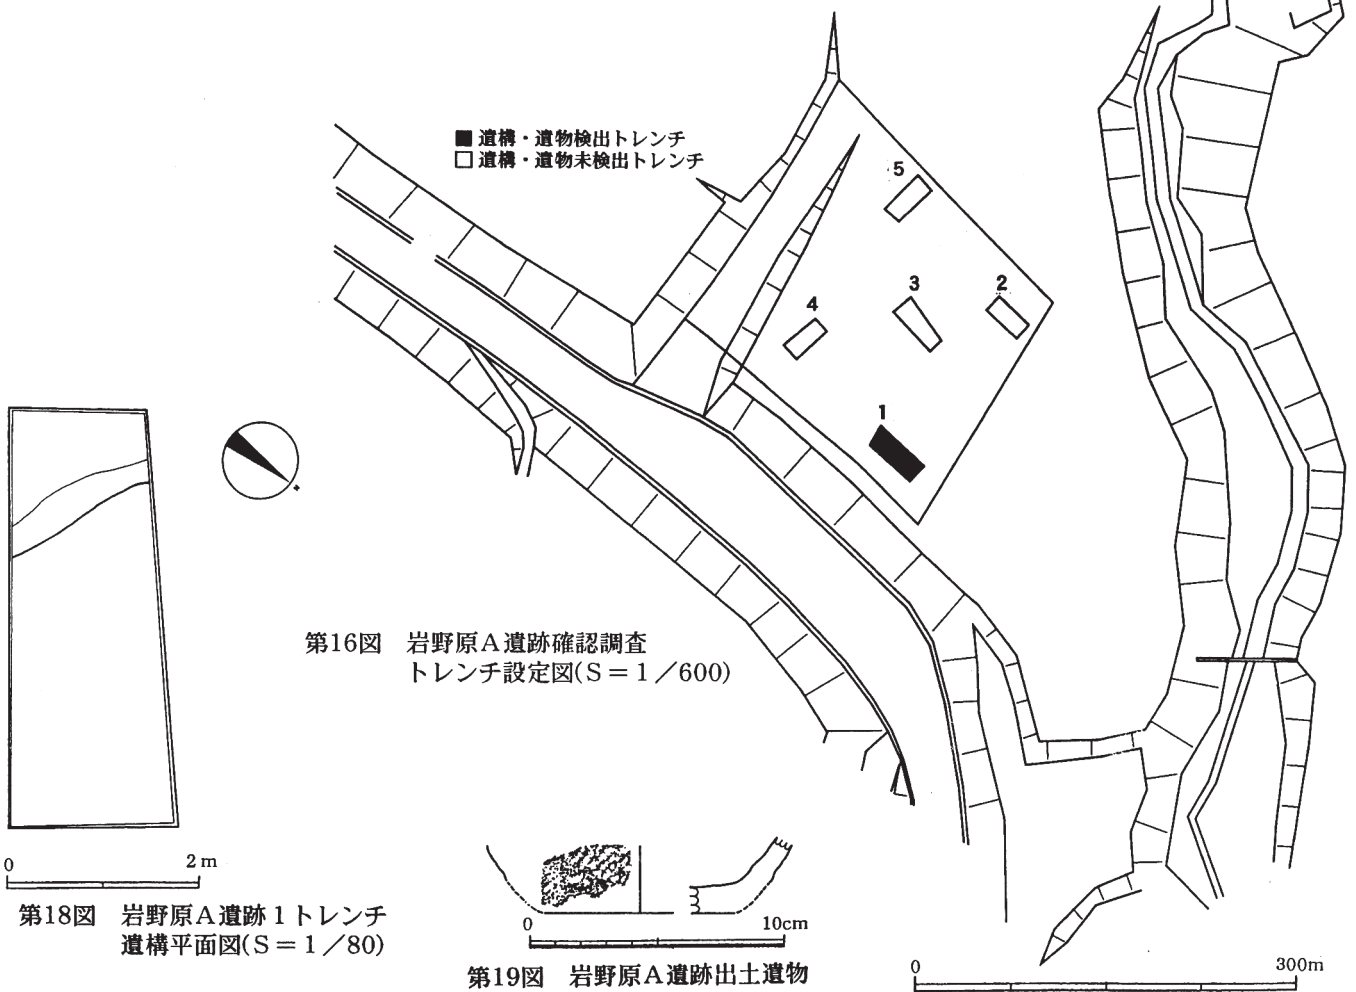 ■遺構・遺物検出トレンチ
□遺構・遺物未検出トレンチ
5
4
3
2
1
第16図 岩野原A遺跡確認調査
トレンチ設定図(S=1/600)
0 2m
第18図 岩野原A遺跡1トレンチ
遺構平面図(S=1/80)
0 10cm
第19図 岩野原A遺跡出土遺物
0 300m